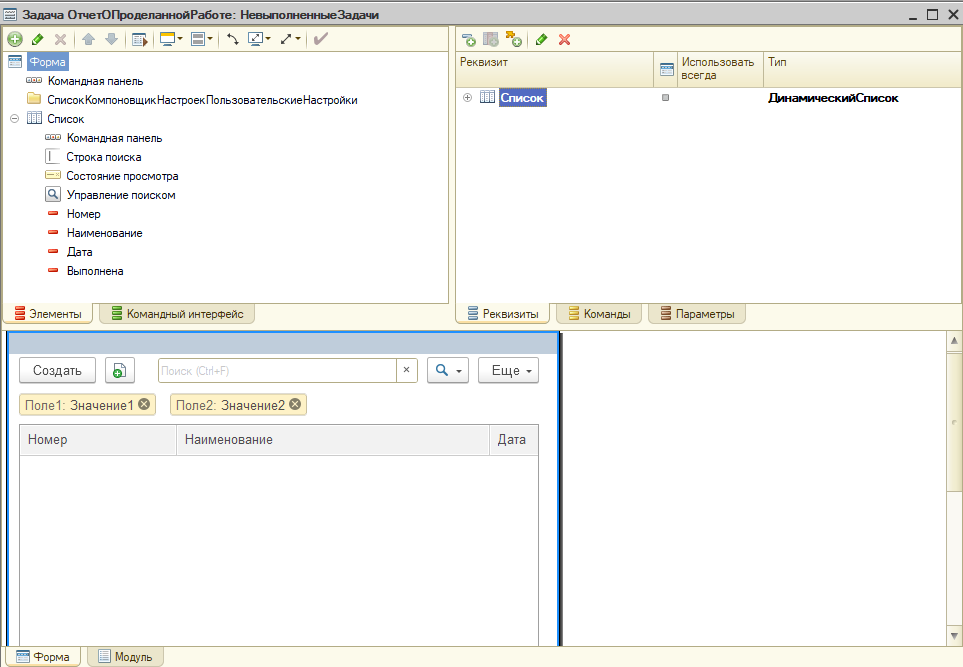 Задача ОтчетОПроделаннойРаботе: НевыполненныеЗадачи
Форма
Командная панель
СписокКомпоновщикНастроекПользовательскиеНастройки
Список
Командная панель
Строка поиска
Состояние просмотра
Управление поиском
Номер
Наименование
Дата
Выполнена
Элементы
Командный интерфейс
Реквизит
Использовать
всегда
Тип
Список
ДинамическийСписок
Реквизиты
Команды
Параметры
Создать
Поиск (Ctrl+F)
×
Еще
Поле1: Значение1
Поле2: Значение2
Номер
Наименование
Дата
Форма
Модуль